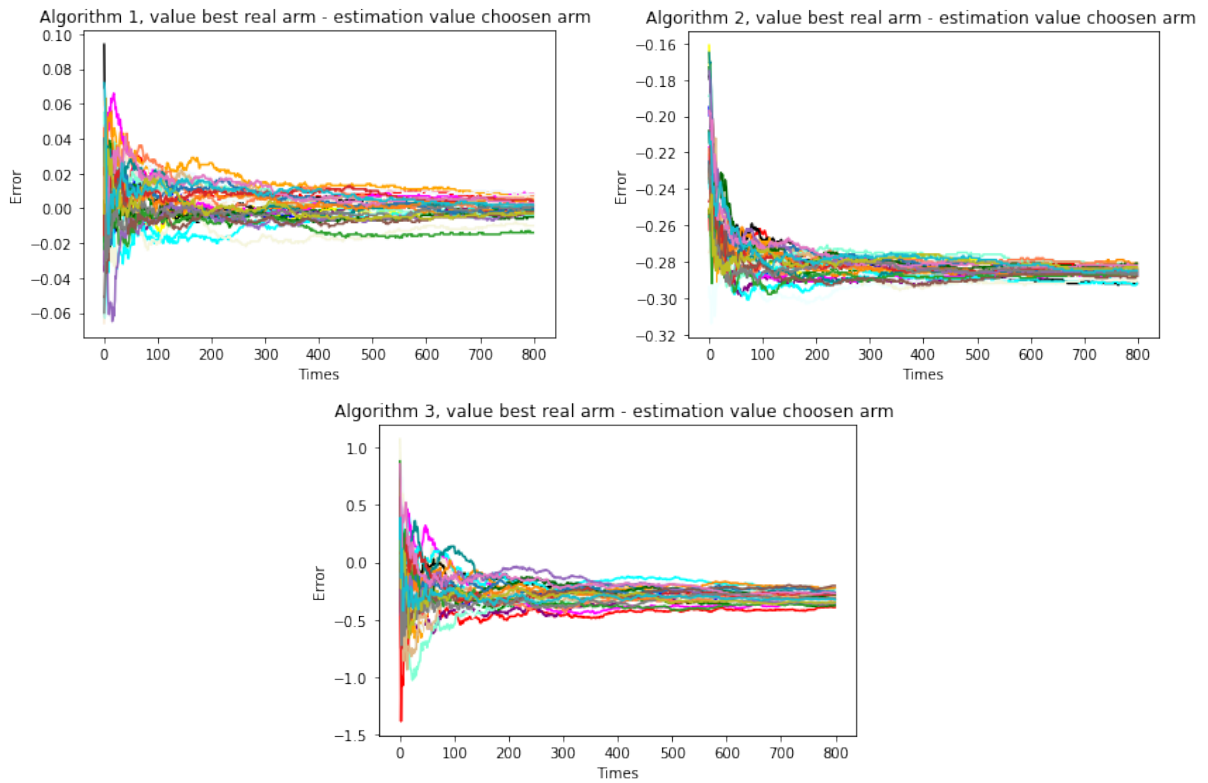 Algorithm 1, value best real arm - estimation value choosen arm
0.10
0.08
0.06
0.04
0.02
0.00
−0.02
−0.04
−0.06
Error
0 100 200 300 400 500 600 700 800
Times
Algorithm 2, value best real arm - estimation value choosen arm
−0.16
−0.18
−0.20
−0.22
−0.24
−0.26
−0.28
−0.30
−0.32
Error
0 100 200 300 400 500 600 700 800
Times
Algorithm 3, value best real arm - estimation value choosen arm
1.0
0.5
0.0
−0.5
−1.0
−1.5
Error
0 100 200 300 400 500 600 700 800
Times